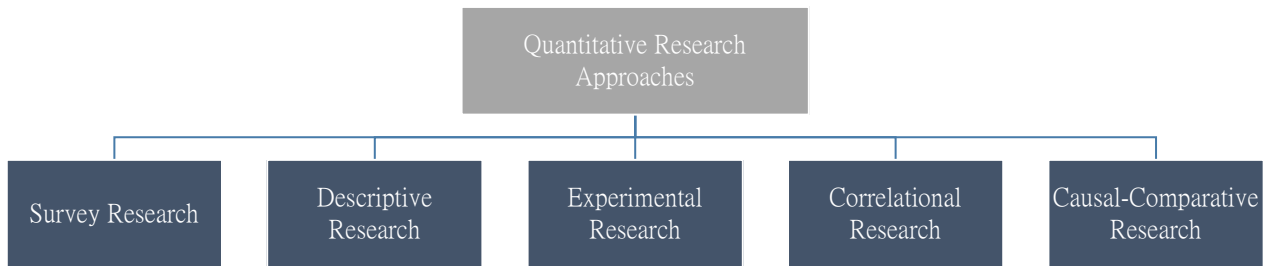 Quantitative Research
Approaches
Survey Research
Descriptive
Research
Experimental
Research
Correlational
Research
Causal-Comparative
Research